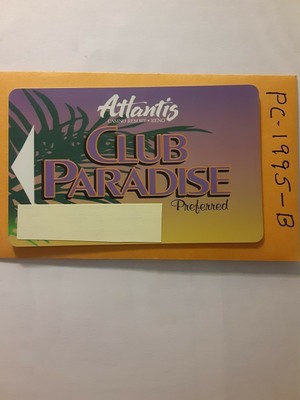 Atlantis
CASINO RESORT • RENO
CLUB
PARADISE
Preferred
PC-1995-B